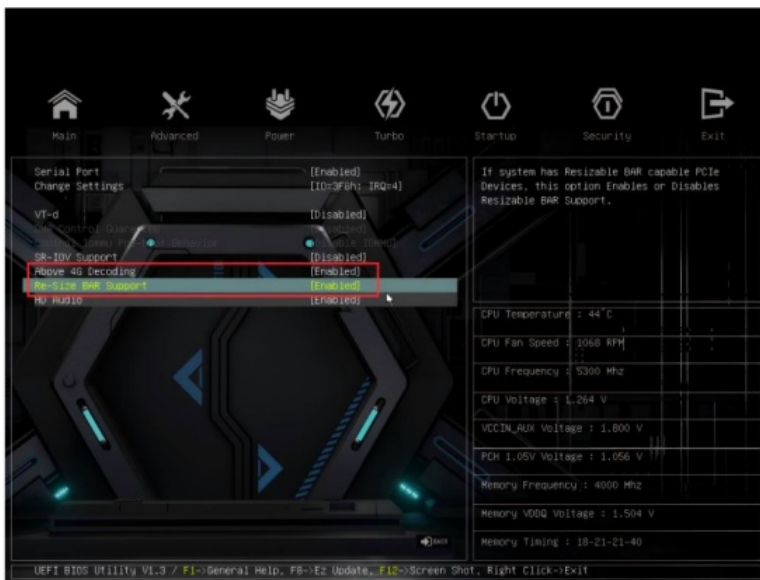 Main
Advanced
Power
Turbo
Startup
Security
Exit
Serial Port [Enabled]
Change Settings [IO=3F8h; IRQ=4]
VT-d [Disabled]
SR-IOV Support [Disabled]
Above 4G Decoding [Enabled]
Re-Size BAR Support [Enabled]
HD Audio [Enabled]
BACK
If system has Resizable BAR capable PCIe
Devices, this option Enables or Disables
Resizable BAR Support.
CPU Temperature : 44°C
CPU Fan Speed : 1068 RPM
CPU Frequency : 5300 Mhz
CPU Voltage : 1.264 V
VCCIN_AUX Voltage : 1.800 V
PCH 1.05V Voltage : 1.056 V
Memory Frequency : 4000 Mhz
Memory VDDQ Voltage : 1.504 V
Memory Timing : 18-21-21-40
UEFI BIOS Utility V1.3 / F1->General Help, F8->Ez Update, F12->Screen Shot, Right Click->Exit